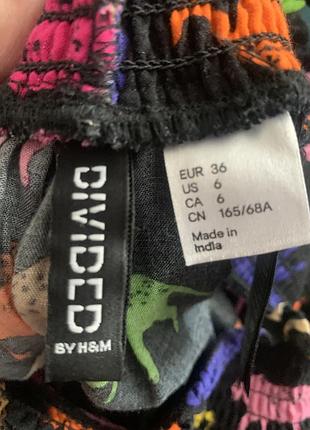 DIVIDED
BY H&M
EUR 36
US 6
CA 6
CN 165/68A
Made in
India